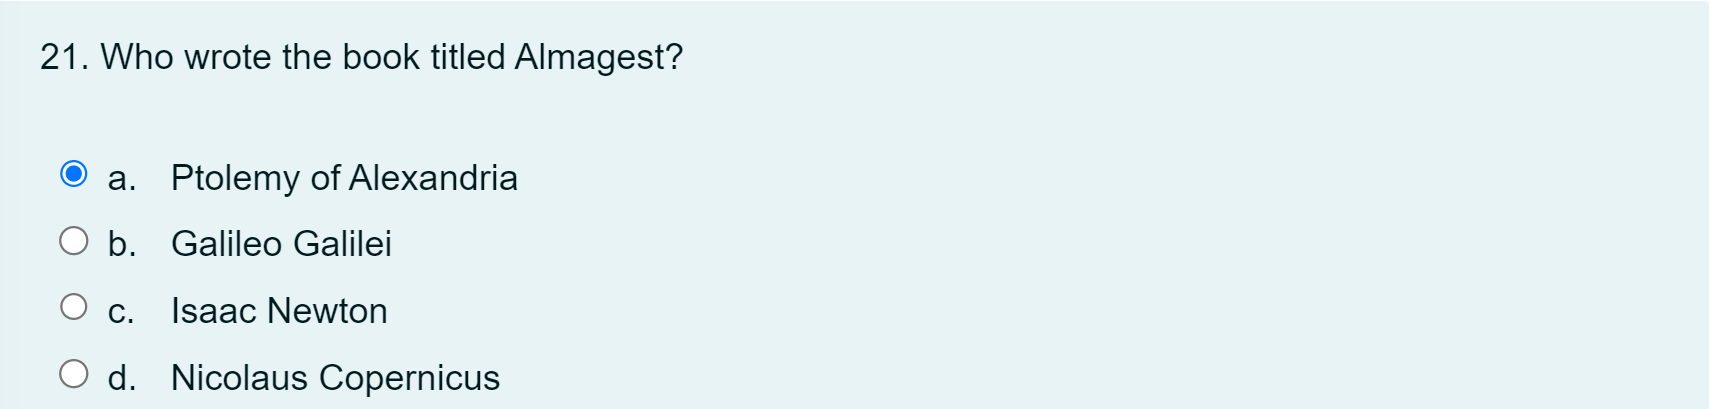 21. Who wrote the book titled Almagest?
a. Ptolemy of Alexandria
b. Galileo Galilei
c. Isaac Newton
d. Nicolaus Copernicus